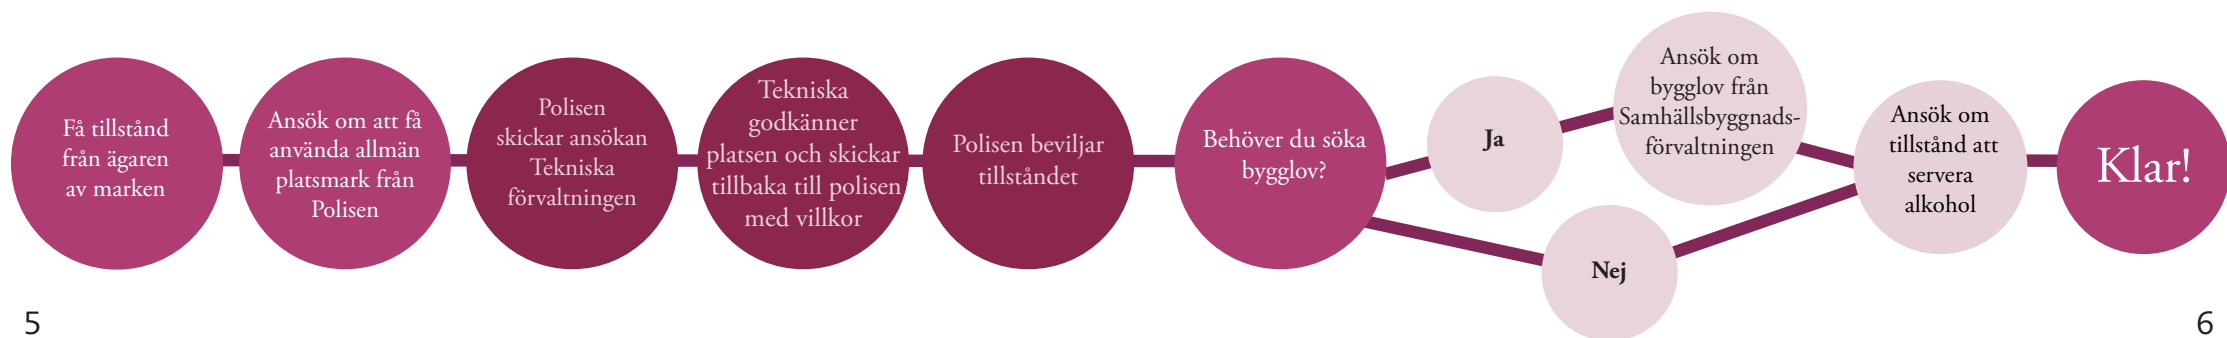 Få tillstånd
från ägaren
av marken
Ansök om att få
använda allmän
platsmark från
Polisen
Polisen
skickar ansökan
Tekniska
förvaltningen
Tekniska
godkänner
platsen och skickar
tillbaka till polisen
med villkor
Polisen beviljar
tillståndet
Behöver du söka
bygglov?
Ja
Ansök om
bygglov från
Samhällsbyggnads-
förvaltningen
Nej
Ansök om
tillstånd att
servera
alkohol
Klar!
5
6